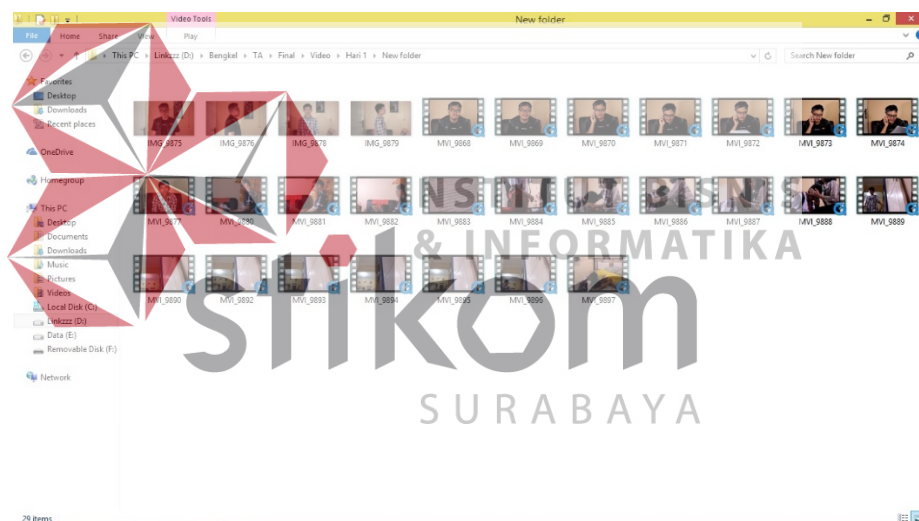 Video Tools
New folder
File Home Share View Play
This PC Linkzzz (D:) Bengkel TA Final Video Hari 1 New folder
Search New folder
Favorites
Desktop
Downloads
Recent places
OneDrive
Homegroup
This PC
Desktop
Documents
Downloads
Music
Pictures
Videos
Local Disk (C:)
Linkzzz (D:)
Data (E:)
Removable Disk (F:)
Network
IMG_9875 IMG_9876 IMG_9878 IMG_9879 MVI_9868 MVI_9869 MVI_9870 MVI_9871 MVI_9872 MVI_9873 MVI_9874
MVI_9877 MVI_9880 MVI_9881 MVI_9882 MVI_9883 MVI_9884 MVI_9885 MVI_9886 MVI_9887 MVI_9888 MVI_9889
MVI_9890 MVI_9892 MVI_9893 MVI_9894 MVI_9895 MVI_9896 MVI_9897
INSTITUT BISNIS
& INFORMATIKA
stikom
SURABAYA
29 items